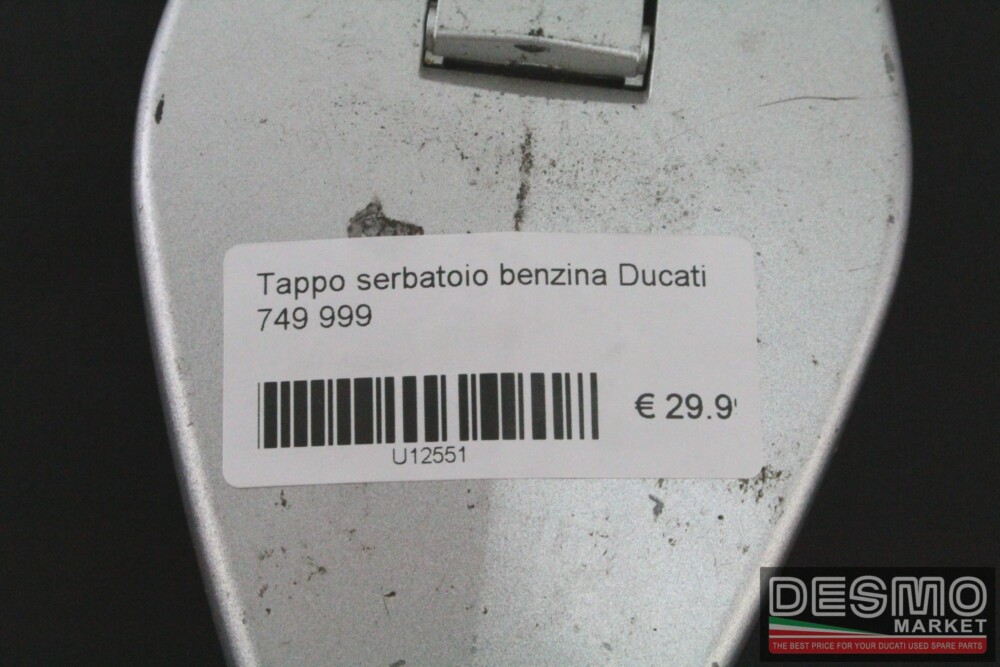 Tappo serbatoio benzina Ducati
749 999
€ 29.9
U12551
DESMO
MARKET
THE BEST PRICE FOR YOUR DUCATI USED SPARE PARTS